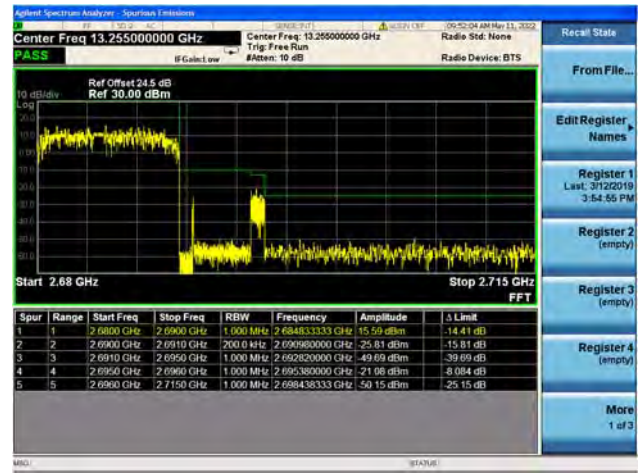 Agilent Spectrum Analyzer - Spurious Emissions
SENSE:INT ALIGN OFF 09:52:04 AM May 11, 2022
Center Freq 13.255000000 GHz
Center Freq: 13.255000000 GHz
Radio Std: None
Trig: Free Run
PASS
IFGain:Low
#Atten: 10 dB
Radio Device: BTS
Ref Offset 24.5 dB
10 dB/div Ref 30.00 dBm
Log
20.0
10.0
Start 2.68 GHz
Stop 2.715 GHz
FFT
Spur Range Start Freq Stop Freq RBW Frequency Amplitude Δ Limit
1 1 2.6800 GHz 2.6900 GHz 1.000 MHz 2.684833333 GHz 15.59 dBm -14.41 dB
2 2 2.6900 GHz 2.6910 GHz 200.0 kHz 2.690980000 GHz -25.81 dBm -15.81 dB
3 3 2.6910 GHz 2.6950 GHz 1.000 MHz 2.692820000 GHz -49.69 dBm -39.69 dB
4 4 2.6950 GHz 2.6960 GHz 1.000 MHz 2.695380000 GHz -21.08 dBm -8.084 dB
5 5 2.6960 GHz 2.7150 GHz 1.000 MHz 2.698438333 GHz -50.15 dBm -25.15 dB
MSG
STATUS
Recall State
From File...
Edit Register
Names
Register 1
Last: 3/12/2019
3:54:55 PM
Register 2
(empty)
Register 3
(empty)
Register 4
(empty)
More
1 of 3